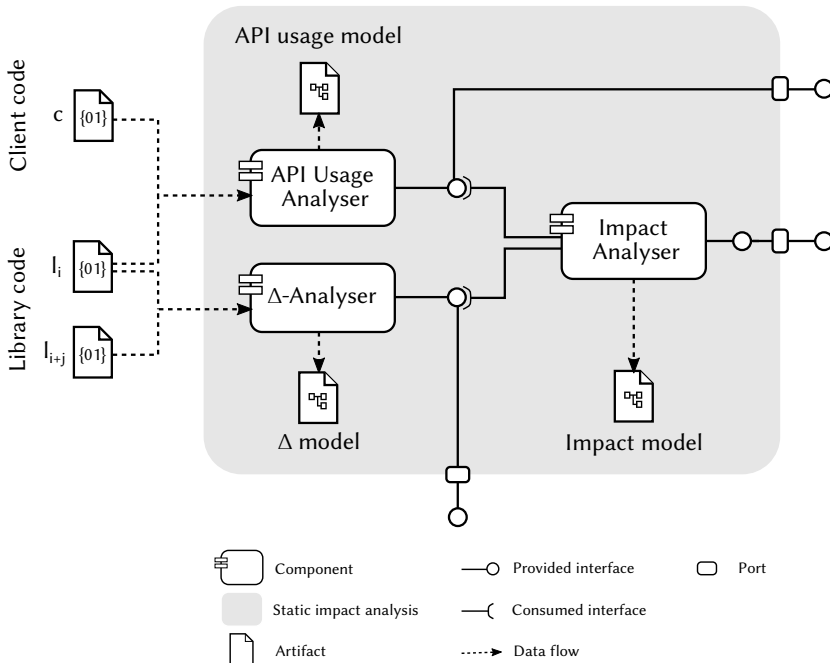 API usage model
Client code
c
{01}
API Usage
Analyser
Impact
Analyser
Library code
l_i
{01}
Δ-Analyser
l_{i+j}
{01}
Δ model
Impact model
Component
Provided interface
Port
Static impact analysis
Consumed interface
Artifact
Data flow